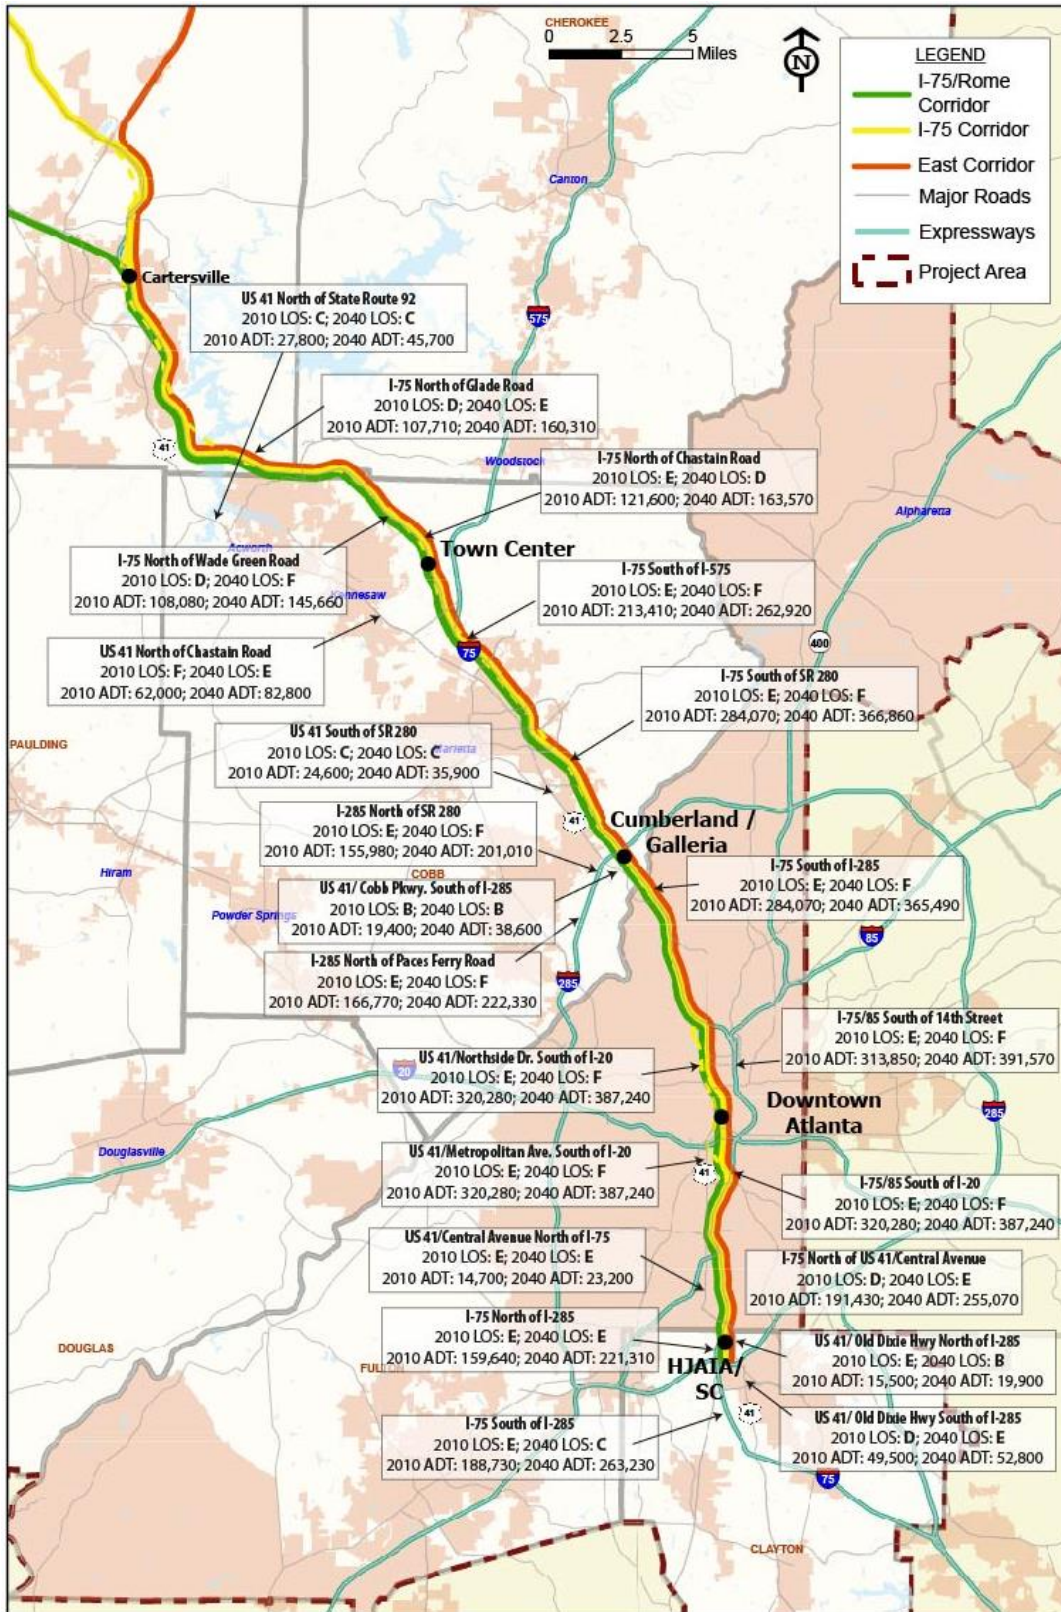 CHEROKEE
0 2.5 5
Miles
N
LEGEND
I-75/Rome
Corridor
I-75 Corridor
East Corridor
Major Roads
Expressways
Project Area
Canton
Cartersville
US 41 North of State Route 92
2010 LOS: C; 2040 LOS: C
2010 ADT: 27,800; 2040 ADT: 45,700
575
I-75 North of Glade Road
2010 LOS: D; 2040 LOS: E
2010 ADT: 107,710; 2040 ADT: 160,310
41
Woodstock
I-75 North of Chastain Road
2010 LOS: E; 2040 LOS: D
2010 ADT: 121,600; 2040 ADT: 163,570
Alpharetta
Acworth
Town Center
I-75 North of Wade Green Road
2010 LOS: D; 2040 LOS: F
2010 ADT: 108,080; 2040 ADT: 145,660
Kennesaw
I-75 South of I-575
2010 LOS: E; 2040 LOS: F
2010 ADT: 213,410; 2040 ADT: 262,920
US 41 North of Chastain Road
2010 LOS: F; 2040 LOS: E
2010 ADT: 62,000; 2040 ADT: 82,800
75
400
I-75 South of SR 280
2010 LOS: E; 2040 LOS: F
2010 ADT: 284,070; 2040 ADT: 366,860
PAULDING
US 41 South of SR 280
2010 LOS: C; 2040 LOS: C
2010 ADT: 24,600; 2040 ADT: 35,900
Marietta
41
I-285 North of SR 280
2010 LOS: E; 2040 LOS: F
2010 ADT: 155,980; 2040 ADT: 201,010
Cumberland /
Galleria
Hiram
COBB
Powder Springs
US 41/ Cobb Pkwy. South of I-285
2010 LOS: B; 2040 LOS: B
2010 ADT: 19,400; 2040 ADT: 38,600
I-75 South of I-285
2010 LOS: E; 2040 LOS: F
2010 ADT: 284,070; 2040 ADT: 365,490
85
I-285 North of Paces Ferry Road
2010 LOS: E; 2040 LOS: F
2010 ADT: 166,770; 2040 ADT: 222,330
285
I-75/85 South of 14th Street
2010 LOS: E; 2040 LOS: F
2010 ADT: 313,850; 2040 ADT: 391,570
US 41/Northside Dr. South of I-20
2010 LOS: E; 2040 LOS: F
2010 ADT: 320,280; 2040 ADT: 387,240
20
Downtown
Atlanta
285
Douglasville
US 41/Metropolitan Ave. South of I-20
2010 LOS: E; 2040 LOS: F
2010 ADT: 320,280; 2040 ADT: 387,240
41
I-75/85 South of I-20
2010 LOS: E; 2040 LOS: F
2010 ADT: 320,280; 2040 ADT: 387,240
US 41/Central Avenue North of I-75
2010 LOS: E; 2040 LOS: E
2010 ADT: 14,700; 2040 ADT: 23,200
I-75 North of US 41/Central Avenue
2010 LOS: D; 2040 LOS: E
2010 ADT: 191,430; 2040 ADT: 255,070
I-75 North of I-285
2010 LOS: E; 2040 LOS: E
2010 ADT: 159,640; 2040 ADT: 221,310
US 41/ Old Dixie Hwy North of I-285
2010 LOS: E; 2040 LOS: B
2010 ADT: 15,500; 2040 ADT: 19,900
DOUGLAS
FULTON
HJAIA/
SC
I-75 South of I-285
2010 LOS: E; 2040 LOS: C
2010 ADT: 188,730; 2040 ADT: 263,230
41
US 41/ Old Dixie Hwy South of I-285
2010 LOS: D; 2040 LOS: E
2010 ADT: 49,500; 2040 ADT: 52,800
75
CLAYTON